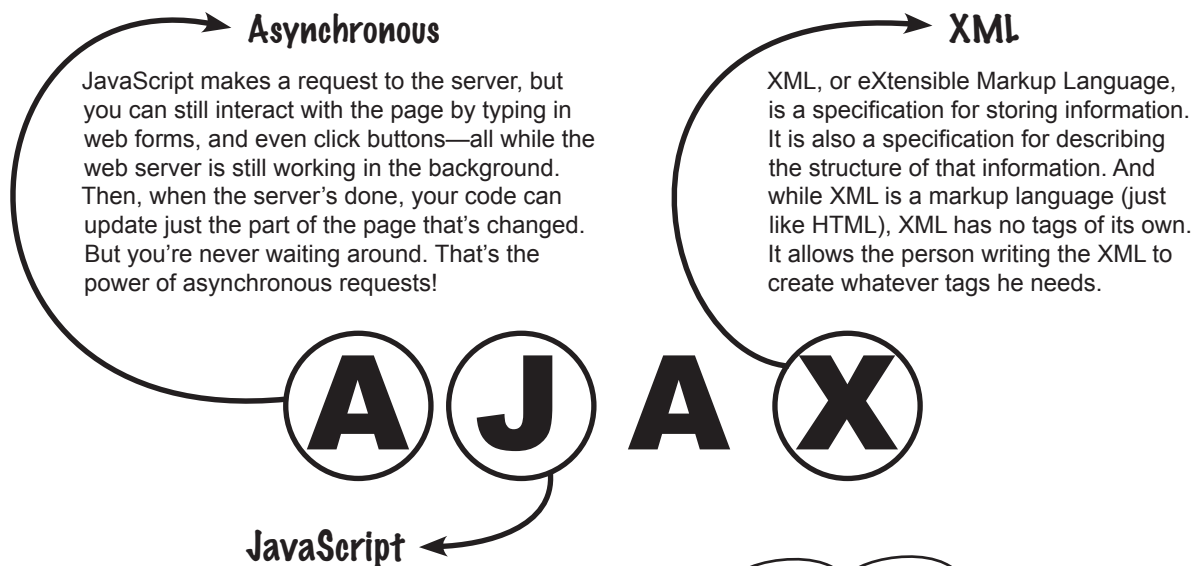 Asynchronous
JavaScript makes a request to the server, but
you can still interact with the page by typing in
web forms, and even click buttons—all while the
web server is still working in the background.
Then, when the server’s done, your code can
update just the part of the page that’s changed.
But you’re never waiting around. That’s the
power of asynchronous requests!
XML
XML, or eXtensible Markup Language,
is a specification for storing information.
It is also a specification for describing
the structure of that information. And
while XML is a markup language (just
like HTML), XML has no tags of its own.
It allows the person writing the XML to
create whatever tags he needs.
AJAX
JavaScript